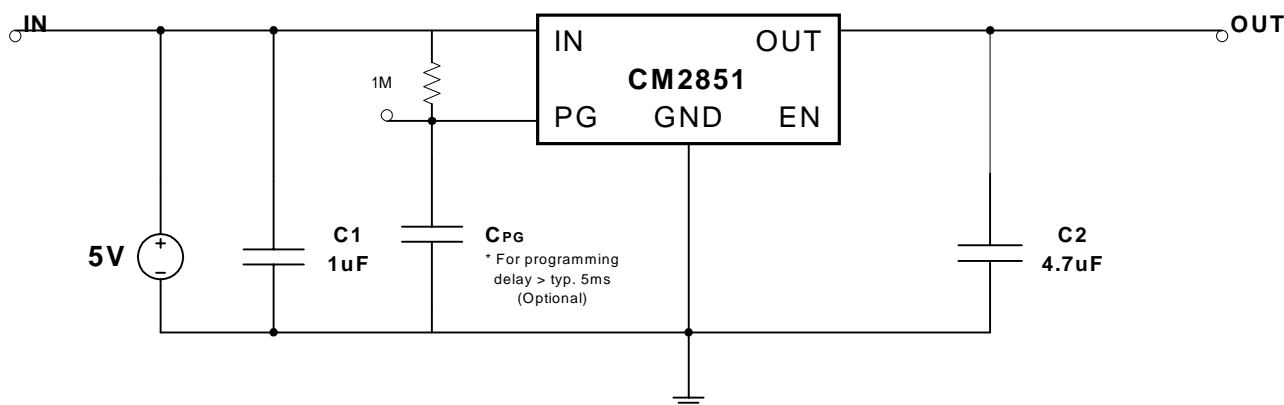 IN
OUT
IN
OUT
CM2851
PG
GND
EN
1M
5V
+
–
C1
1uF
CPG
* For programming
delay > typ. 5ms
(Optional)
C2
4.7uF